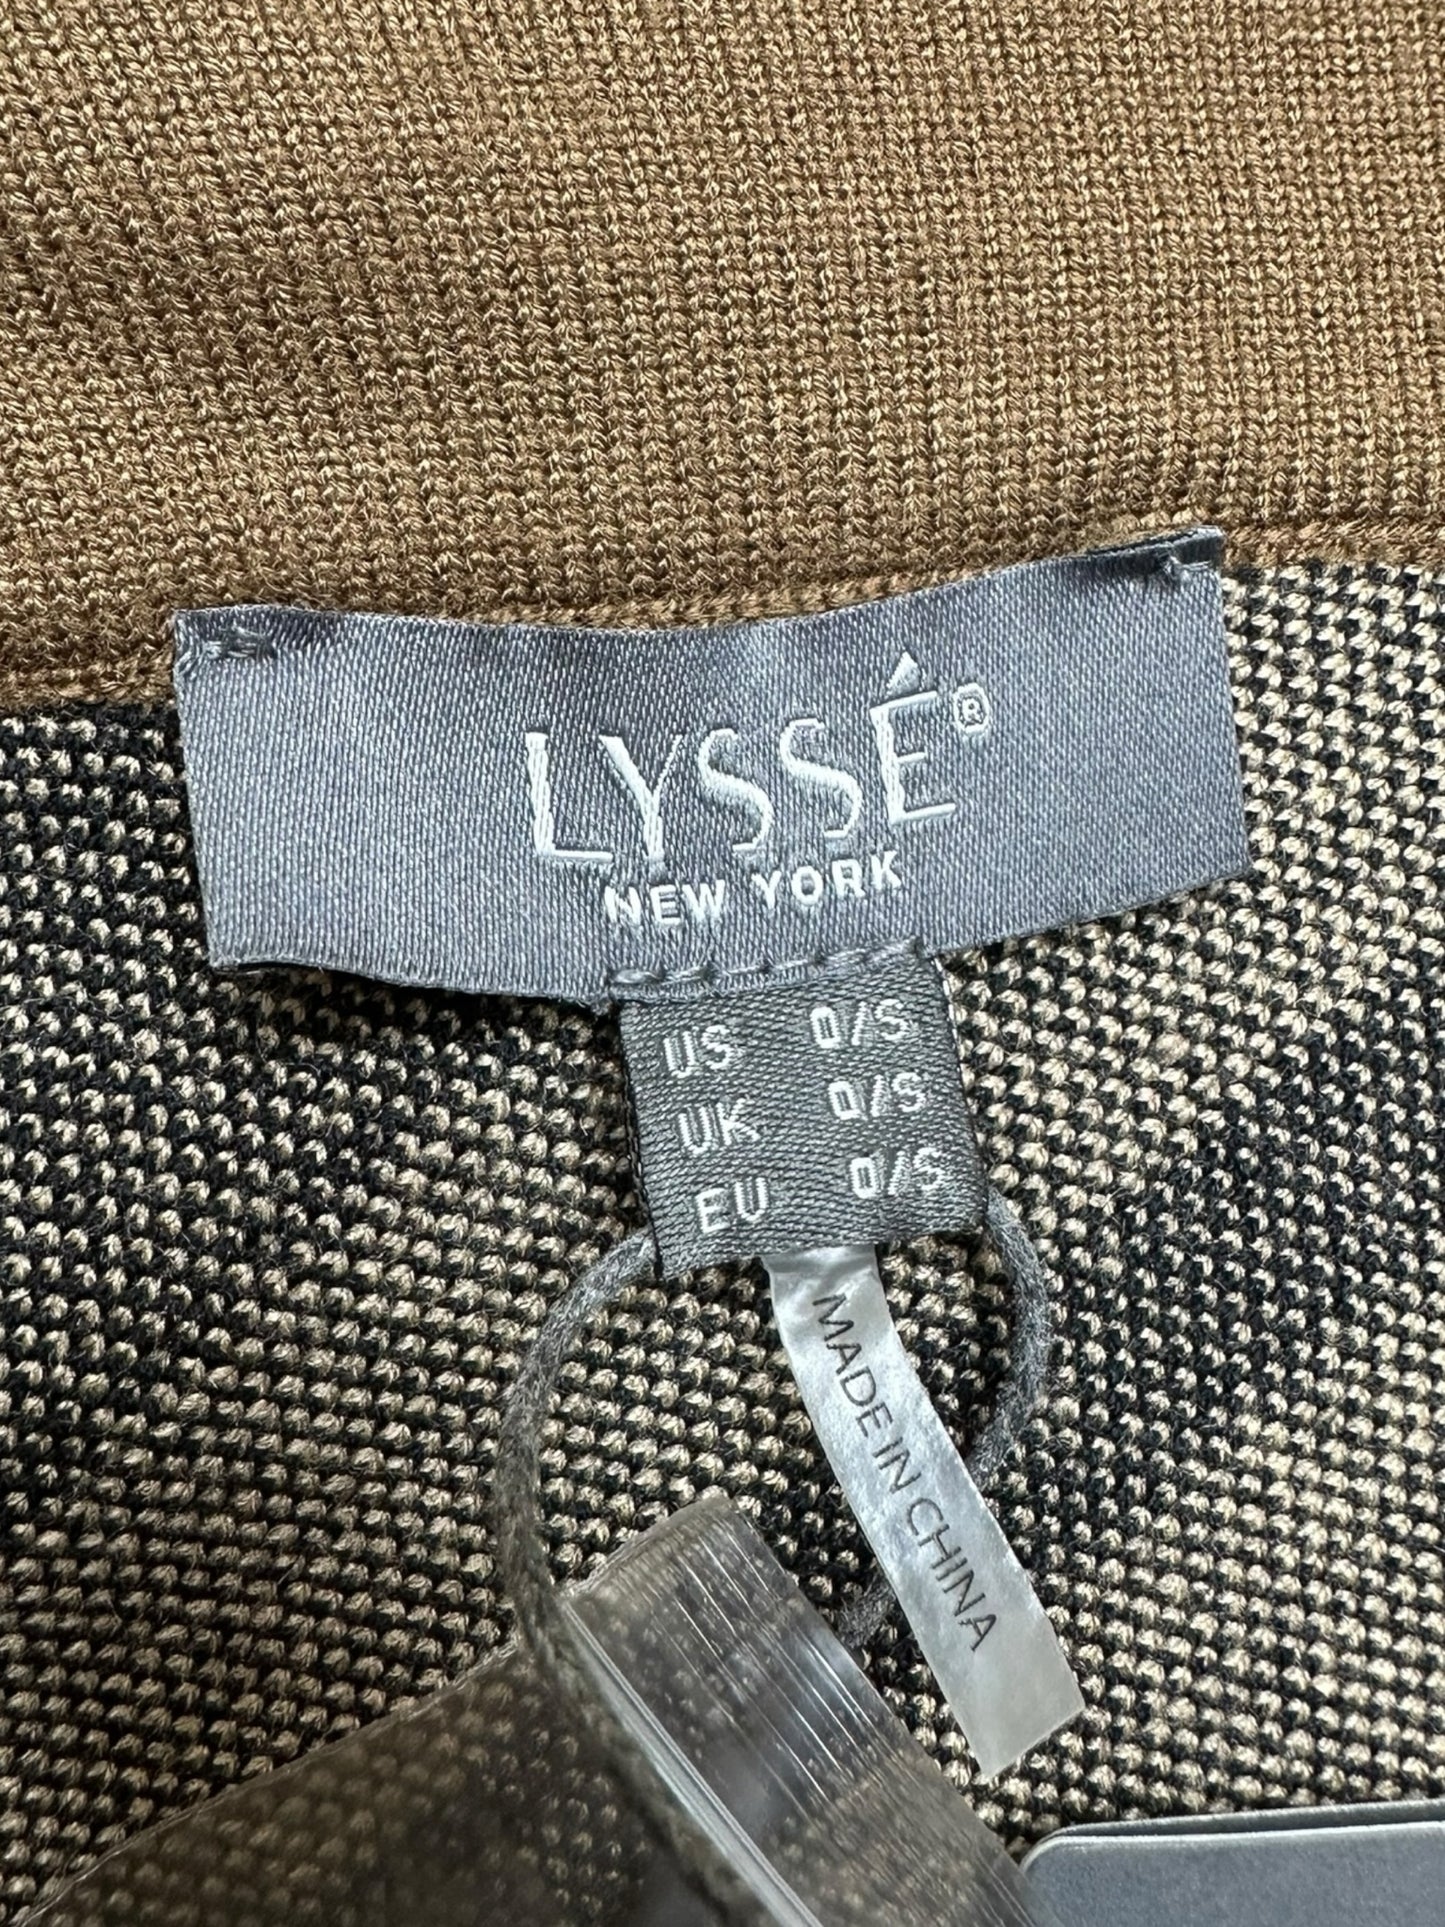 LYSSÉ®
NEW YORK
US O/S
UK O/S
EU O/S
MADE IN CHINA